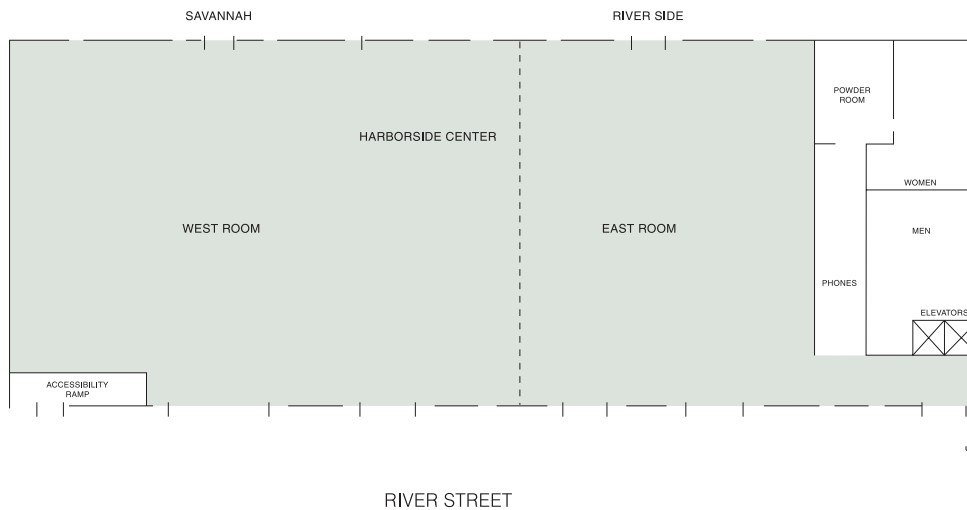 SAVANNAH
RIVER SIDE
POWDER
ROOM
HARBORSIDE CENTER
WOMEN
WEST ROOM
EAST ROOM
MEN
PHONES
ELEVATORS
ACCESSIBILITY
RAMP
RIVER STREET